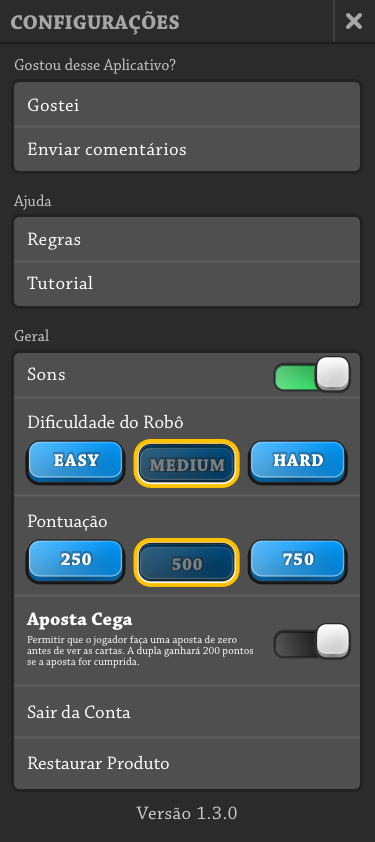 CONFIGURAÇÕES
Gostou desse Aplicativo?
Gostei
Enviar comentários
Ajuda
Regras
Tutorial
Geral
Sons
Dificuldade do Robô
EASY MEDIUM HARD
Pontuação
250 500 750
Aposta Cega
Permitir que o jogador faça uma aposta de zero
antes de ver as cartas. A dupla ganhará 200 pontos
se a aposta for cumprida.
Sair da Conta
Restaurar Produto
Versão 1.3.0